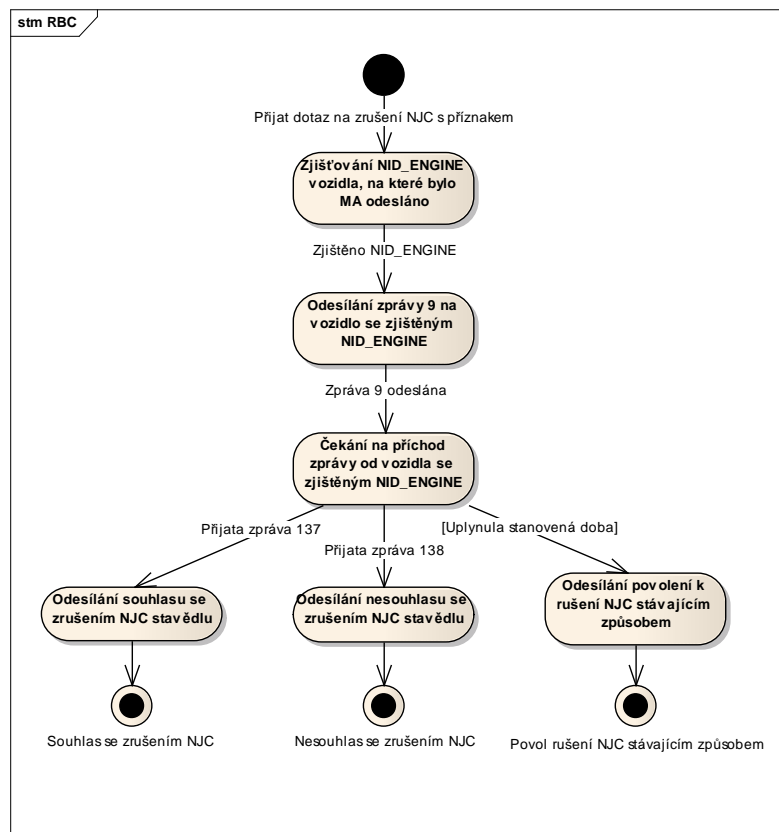 stm RBC
Přijat dotaz na zrušení NJC s příznakem
Zjišťování NID_ENGINE
vozidla, na které bylo
MA odesláno
Zjištěno NID_ENGINE
Odesílání zprávy 9 na
vozidlo se zjištěným
NID_ENGINE
Zpráva 9 odeslána
Čekání na příchod
zprávy od vozidla se
zjištěným NID_ENGINE
Přijata zpráva 137
Přijata zpráva 138
[Uplynula stanovená doba]
Odesílání souhlasu se
zrušením NJC stavědlu
Odesílání nesouhlasu se
zrušením NJC stavědlu
Odesílání povolení k
rušení NJC stávajícím
způsobem
Souhlas se zrušením NJC
Nesouhlas se zrušením NJC
Povol rušení NJC stávajícím způsobem